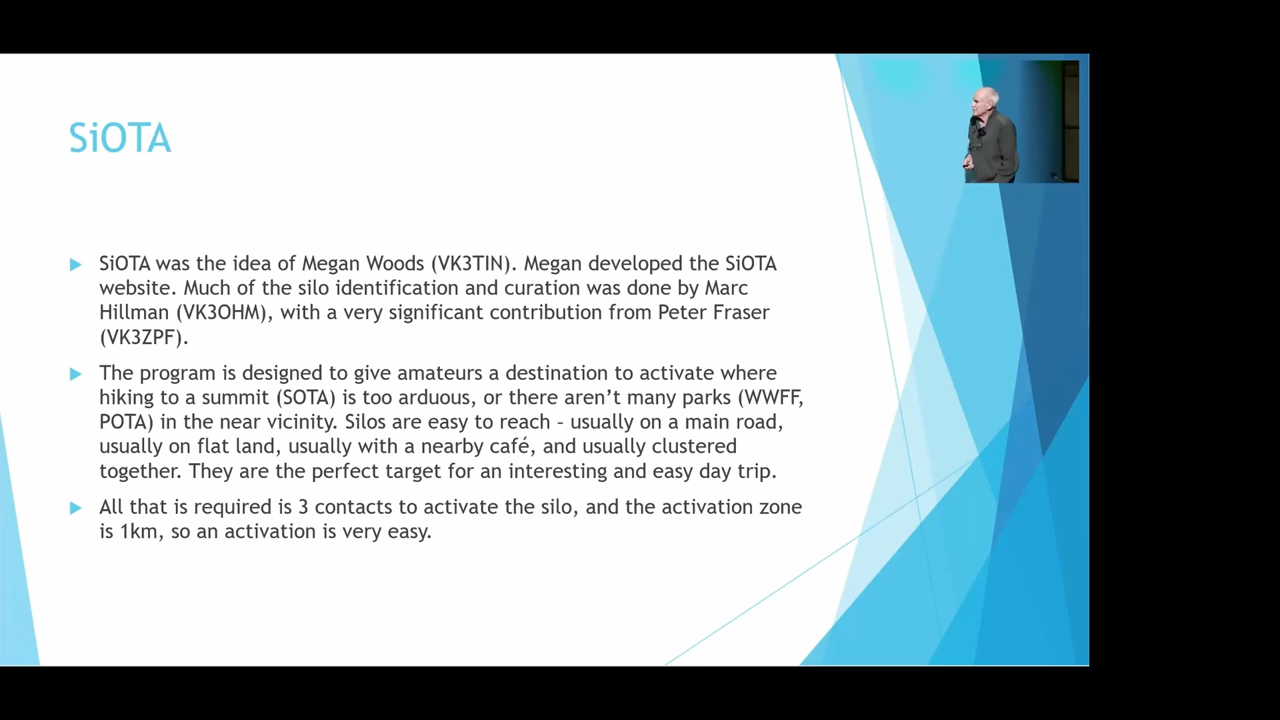 SiOTA
SiOTA was the idea of Megan Woods (VK3TIN). Megan developed the SiOTA
website. Much of the silo identification and curation was done by Marc
Hillman (VK3OHM), with a very significant contribution from Peter Fraser
(VK3ZPF).
The program is designed to give amateurs a destination to activate where
hiking to a summit (SOTA) is too arduous, or there aren’t many parks (WWFF,
POTA) in the near vicinity. Silos are easy to reach – usually on a main road,
usually on flat land, usually with a nearby café, and usually clustered
together. They are the perfect target for an interesting and easy day trip.
All that is required is 3 contacts to activate the silo, and the activation zone
is 1km, so an activation is very easy.